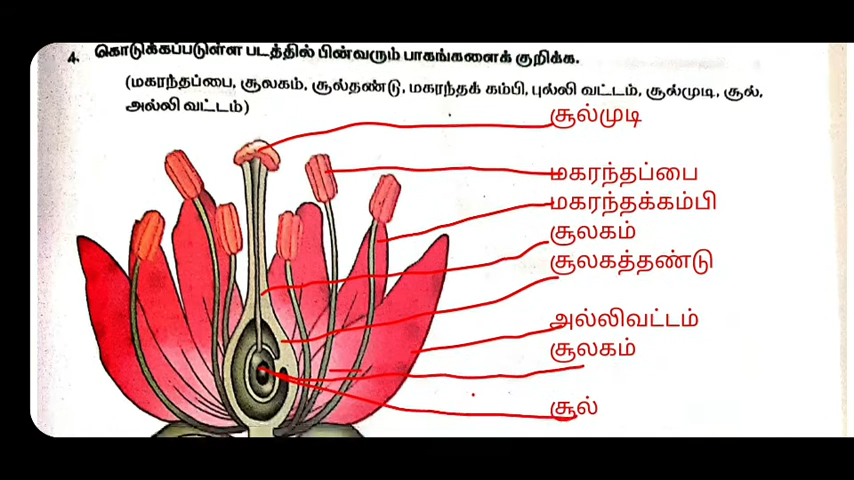 4. கொடுக்கப்படுள்ள படத்தில் பின்வரும் பாகங்களைக் குறிக்க.
(மகரந்தப்பை, சூலகம், சூல்தண்டு, மகரந்தக் கம்பி, புல்லி வட்டம், சூல்முடி, சூல்,
அல்லி வட்டம்)
சூல்முடி
மகரந்தப்பை
மகரந்தக்கம்பி
சூலகம்
சூலகத்தண்டு
அல்லிவட்டம்
சூலகம்
சூல்